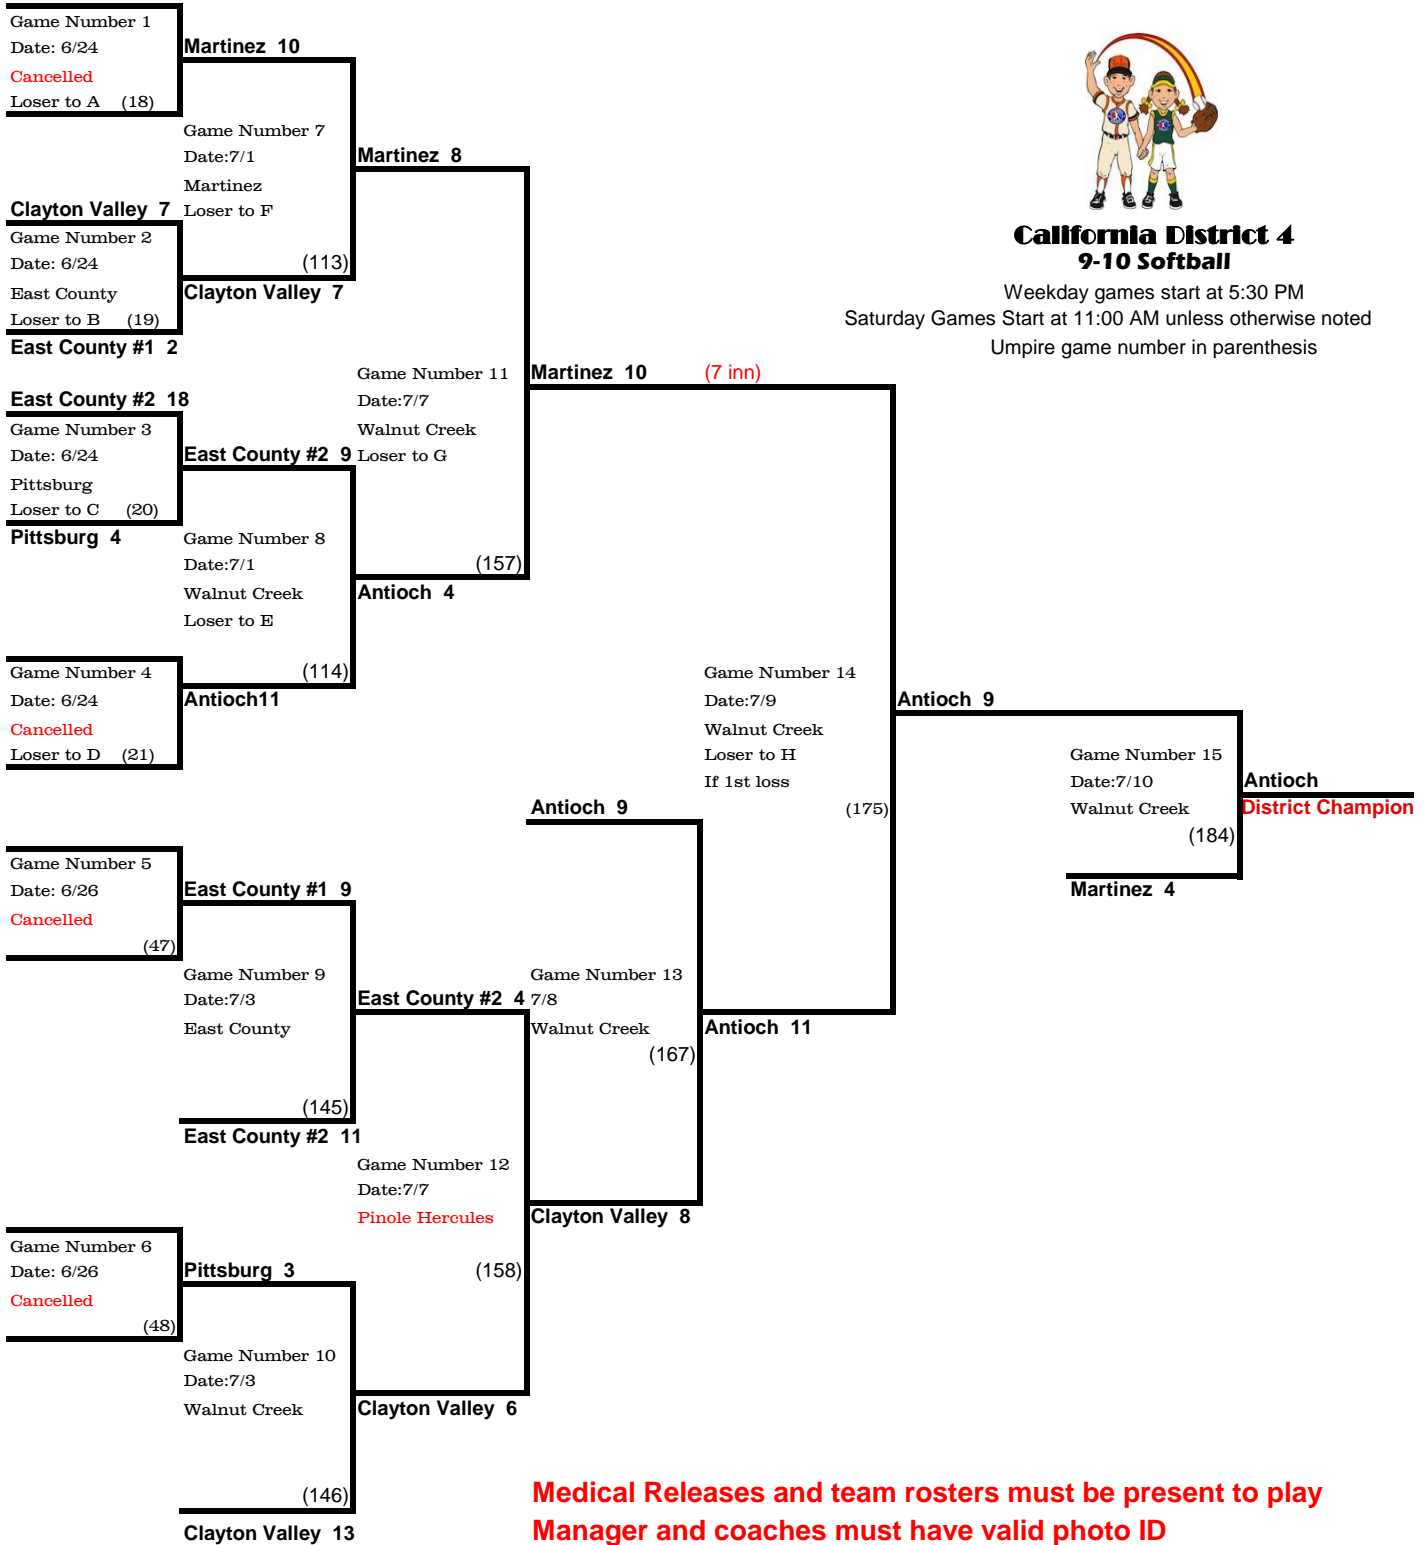 Game Number 1
Date: 6/24
Cancelled
Loser to A (18)
Martinez 10
Game Number 7
Date:7/1
Martinez
Loser to F
(113)
Clayton Valley 7
Game Number 2
Date: 6/24
East County
Loser to B (19)
East County #1 2
Clayton Valley 7
Martinez 8
East County #2 18
Game Number 3
Date: 6/24
Pittsburg
Loser to C (20)
Pittsburg 4
East County #2 9
Game Number 8
Date:7/1
Walnut Creek
Loser to E
(114)
Antioch11
Game Number 4
Date: 6/24
Cancelled
Loser to D (21)
Game Number 11
Date:7/7
Walnut Creek
Loser to G
(157)
Antioch 4
Martinez 10 (7 inn)
California District 4
9-10 Softball
Weekday games start at 5:30 PM
Saturday Games Start at 11:00 AM unless otherwise noted
Umpire game number in parenthesis
Game Number 14
Date:7/9
Walnut Creek
Loser to H
If 1st loss
(175)
Antioch 9
Game Number 15
Date:7/10
Walnut Creek
(184)
Martinez 4
Antioch
District Champion
Game Number 5
Date: 6/26
Cancelled
(47)
East County #1 9
Game Number 9
Date:7/3
East County
(145)
East County #2 11
East County #2 4
Game Number 12
Date:7/7
Pinole Hercules
(158)
Clayton Valley 6
Antioch 9
Game Number 13
7/8
Walnut Creek
(167)
Clayton Valley 8
Antioch 11
Game Number 6
Date: 6/26
Cancelled
(48)
Pittsburg 3
Game Number 10
Date:7/3
Walnut Creek
(146)
Clayton Valley 13
Medical Releases and team rosters must be present to play
Manager and coaches must have valid photo ID